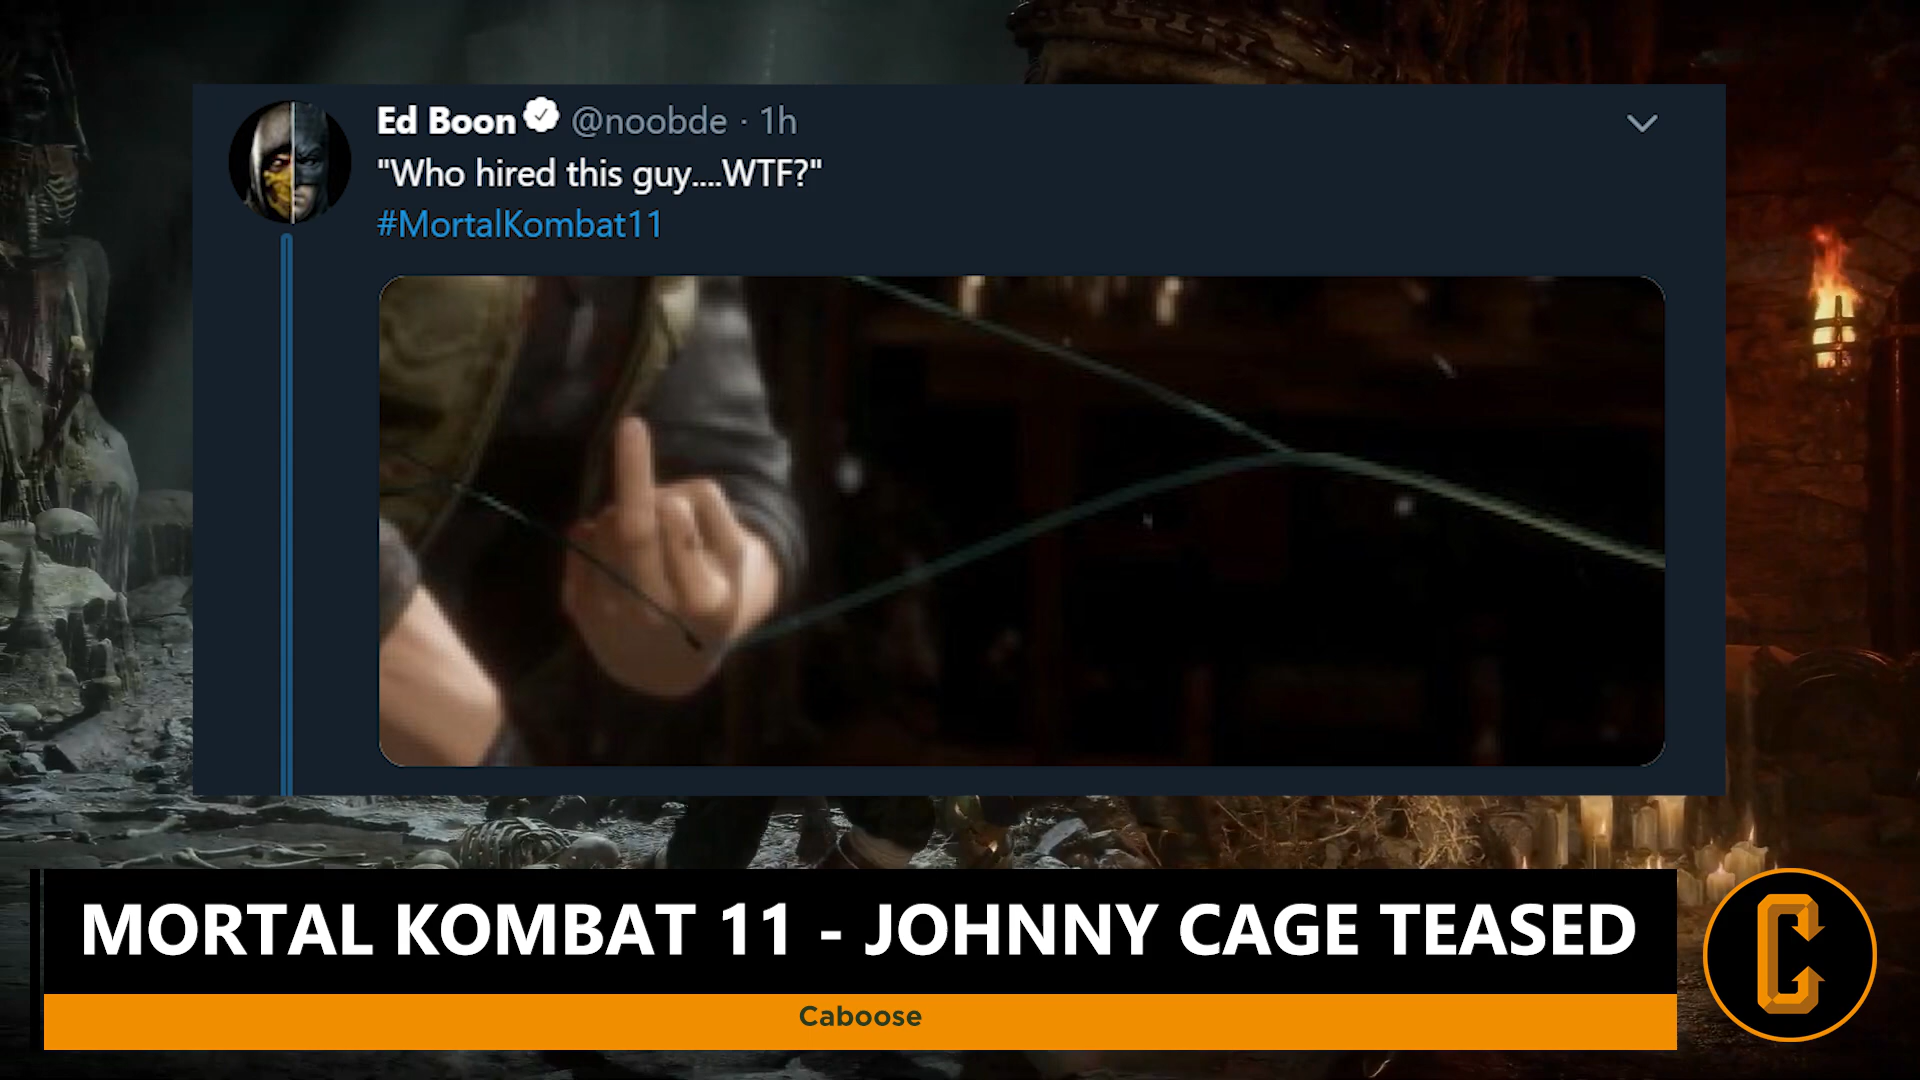 Ed Boon @noobde · 1h
"Who hired this guy....WTF?"
#MortalKombat11
MORTAL KOMBAT 11 - JOHNNY CAGE TEASED
Caboose
C